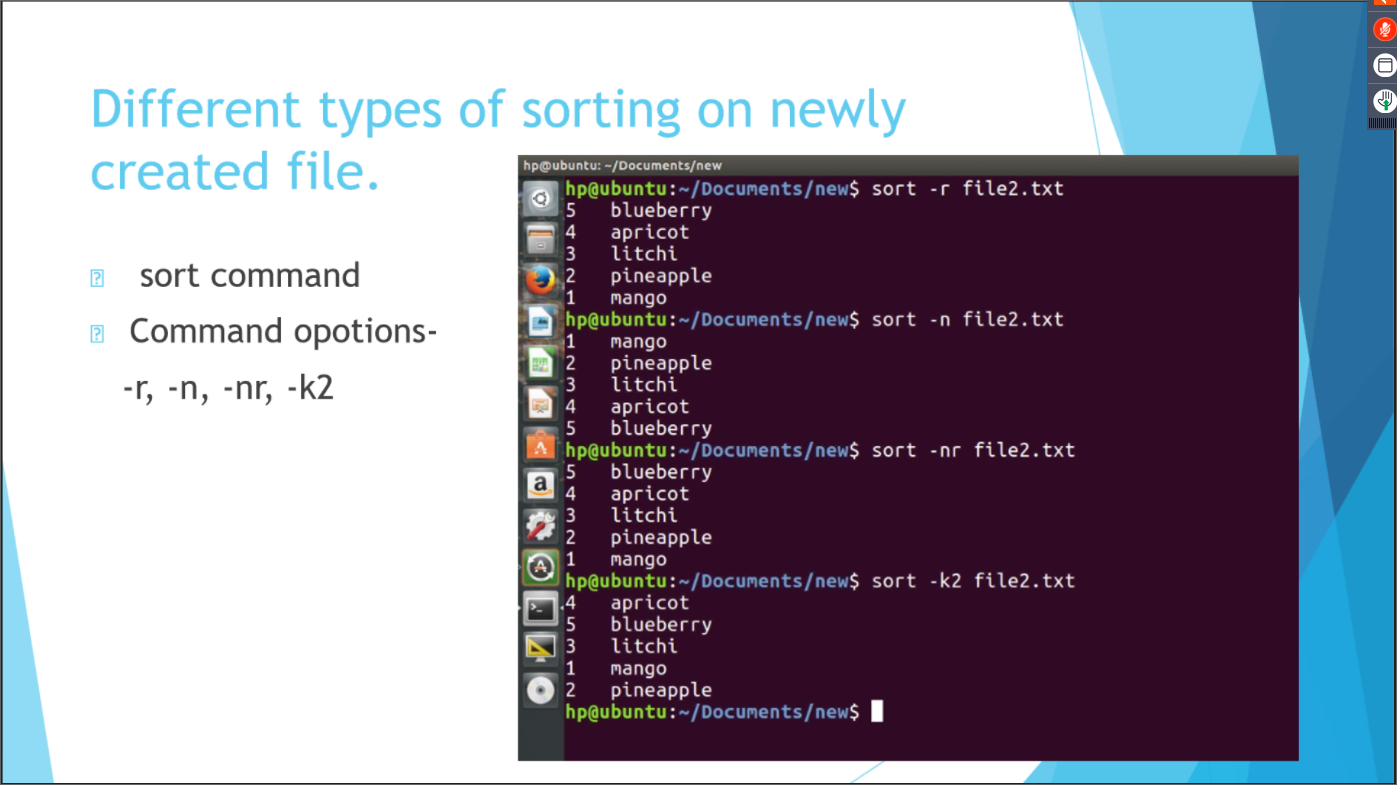 Different types of sorting on newly
created file.
sort command
Command opotions-
-r, -n, -nr, -k2
hp@ubuntu: ~/Documents/new
hp@ubuntu:~/Documents/new$ sort -r file2.txt
5 blueberry
4 apricot
3 litchi
2 pineapple
1 mango
hp@ubuntu:~/Documents/new$ sort -n file2.txt
1 mango
2 pineapple
3 litchi
4 apricot
5 blueberry
hp@ubuntu:~/Documents/new$ sort -nr file2.txt
5 blueberry
4 apricot
3 litchi
2 pineapple
1 mango
hp@ubuntu:~/Documents/new$ sort -k2 file2.txt
4 apricot
5 blueberry
3 litchi
1 mango
2 pineapple
hp@ubuntu:~/Documents/new$